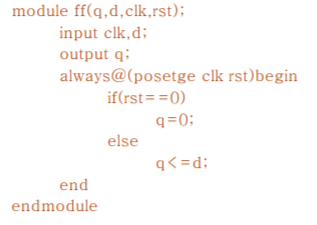 module ff(q,d,clk,rst);
input clk,d;
output q;
always@(posetge clk rst)begin
if(rst==0)
q=0;
else
q<=d;
end
endmodule